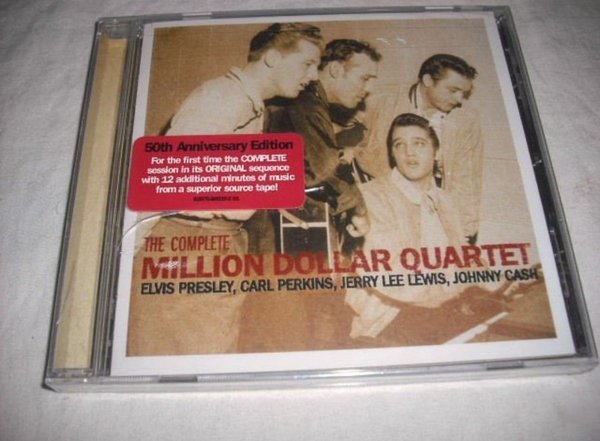 50th Anniversary Edition
For the first time the COMPLETE
session in its ORIGINAL sequence
with 12 additional minutes of music
from a superior source tape!
THE COMPLETE
MILLION DOLLAR QUARTET
ELVIS PRESLEY, CARL PERKINS, JERRY LEE LEWIS, JOHNNY CASH